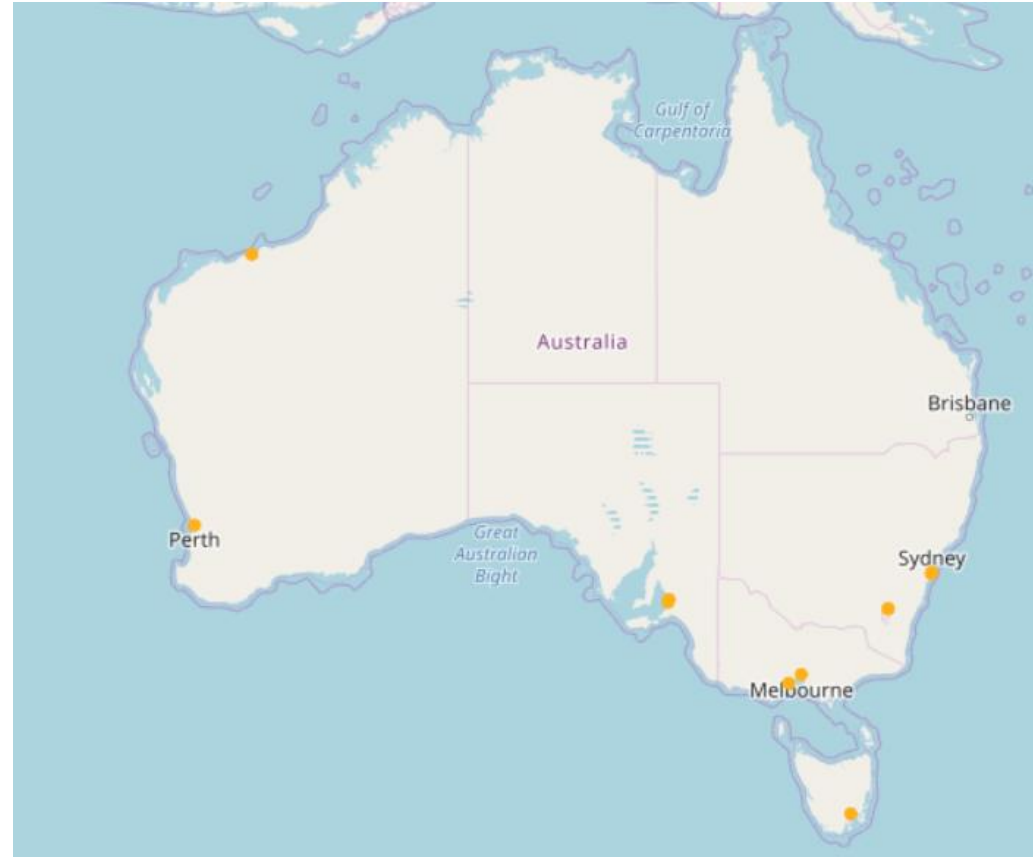 Gulf of
Carpentaria
Australia
Brisbane
Perth
Great
Australian
Bight
Sydney
Melbourne